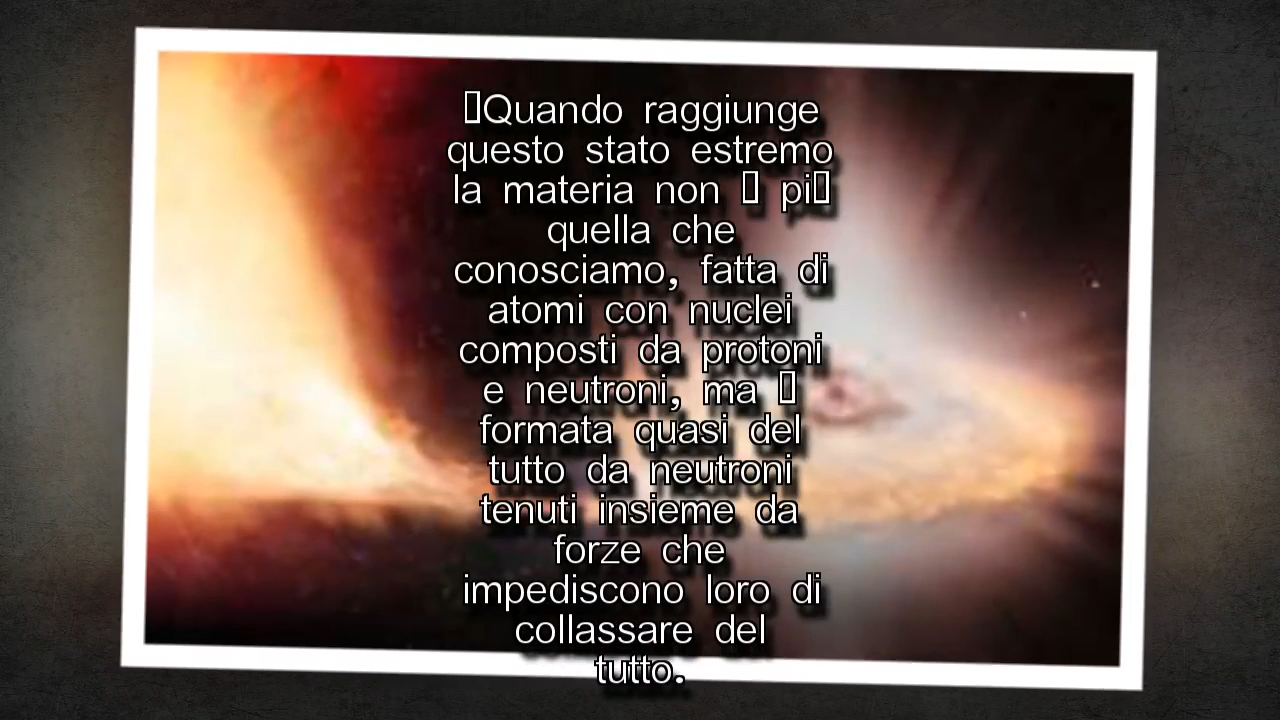 ▯Quando raggiunge
questo stato estremo
la materia non ▯ pi▯
quella che
conosciamo, fatta di
atomi con nuclei
composti da protoni
e neutroni, ma ▯
formata quasi del
tutto da neutroni
tenuti insieme da
forze che
impediscono loro di
collassare del
tutto.